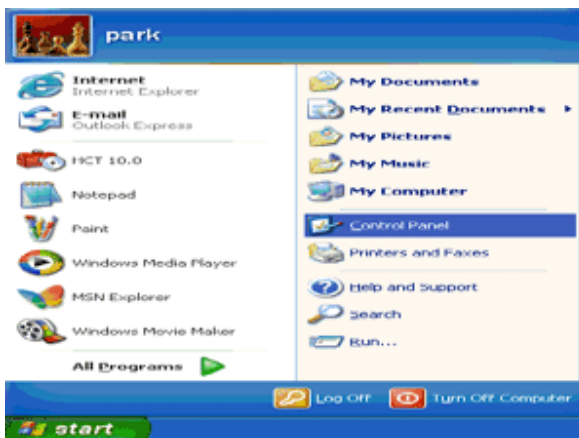 park
Internet
Internet Explorer
E-mail
Outlook Express
HCT 10.0
Notepad
Paint
Windows Media Player
MSN Explorer
Windows Movie Maker
All Programs
My Documents
My Recent Documents
My Pictures
My Music
My Computer
Control Panel
Printers and Faxes
Help and Support
Search
Run...
Log Off
Turn Off Computer
start